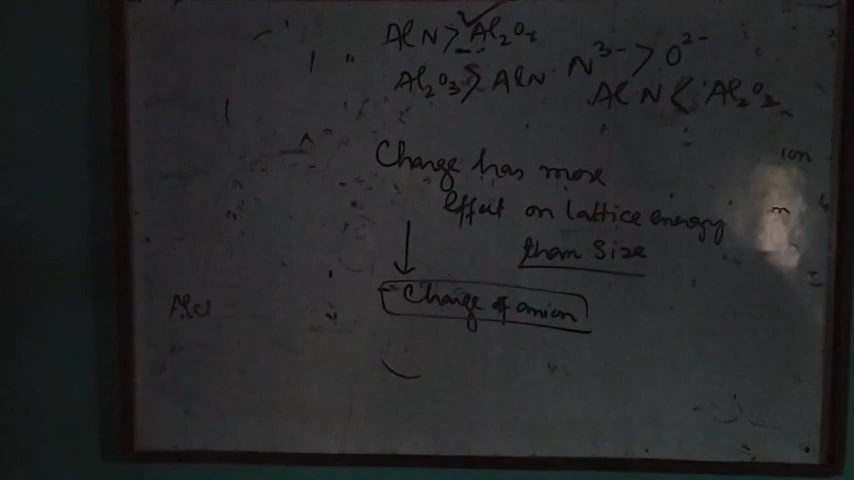 AlN > Al₂O₃
Al₂O₃ > AlN N³⁻ > O²⁻
AlN < Al₂O₃
Charge has more
effect on lattice energy
than size
Charge of anion
ion